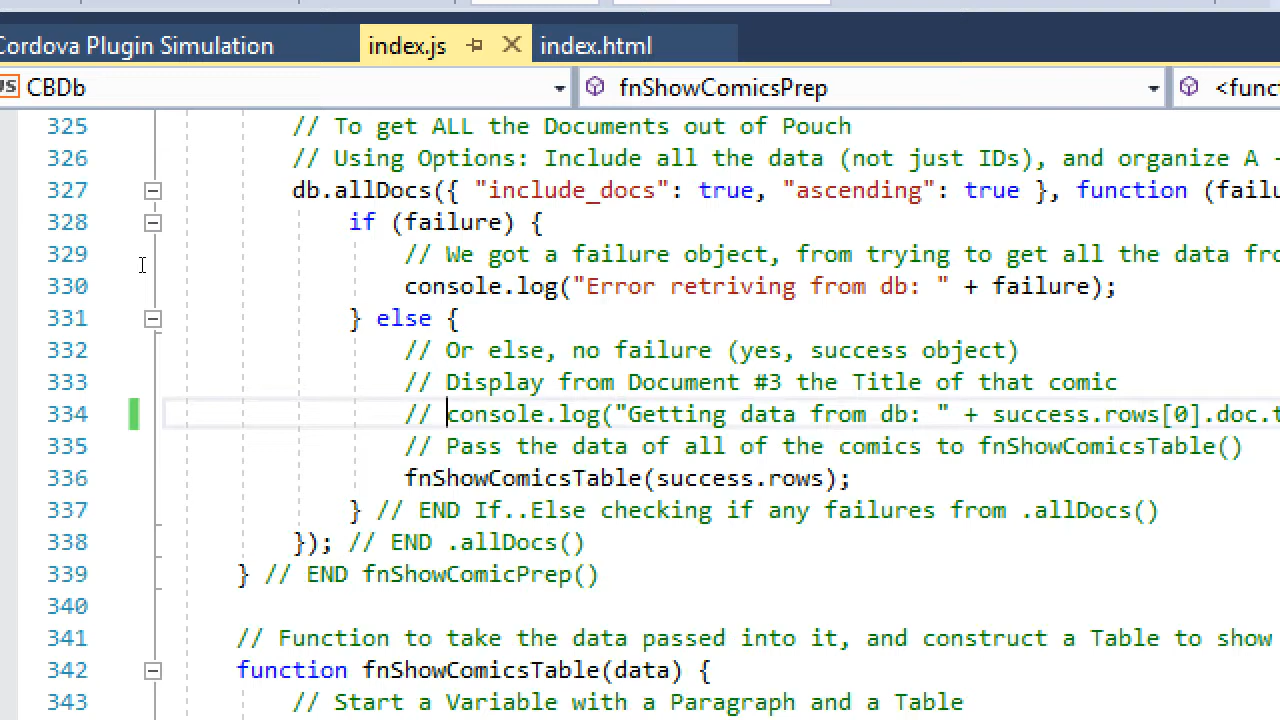 Cordova Plugin Simulation index.js index.html
JS CBDb fnShowComicsPrep <func
325 // To get ALL the Documents out of Pouch
326 // Using Options: Include all the data (not just IDs), and organize A -
327 db.allDocs({ "include_docs": true, "ascending": true }, function (failu
328 if (failure) {
329 // We got a failure object, from trying to get all the data fro
330 console.log("Error retriving from db: " + failure);
331 } else {
332 // Or else, no failure (yes, success object)
333 // Display from Document #3 the Title of that comic
334 // console.log("Getting data from db: " + success.rows[0].doc.t
335 // Pass the data of all of the comics to fnShowComicsTable()
336 fnShowComicsTable(success.rows);
337 } // END If..Else checking if any failures from .allDocs()
338 }); // END .allDocs()
339 } // END fnShowComicPrep()
340
341 // Function to take the data passed into it, and construct a Table to show
342 function fnShowComicsTable(data) {
343 // Start a Variable with a Paragraph and a Table